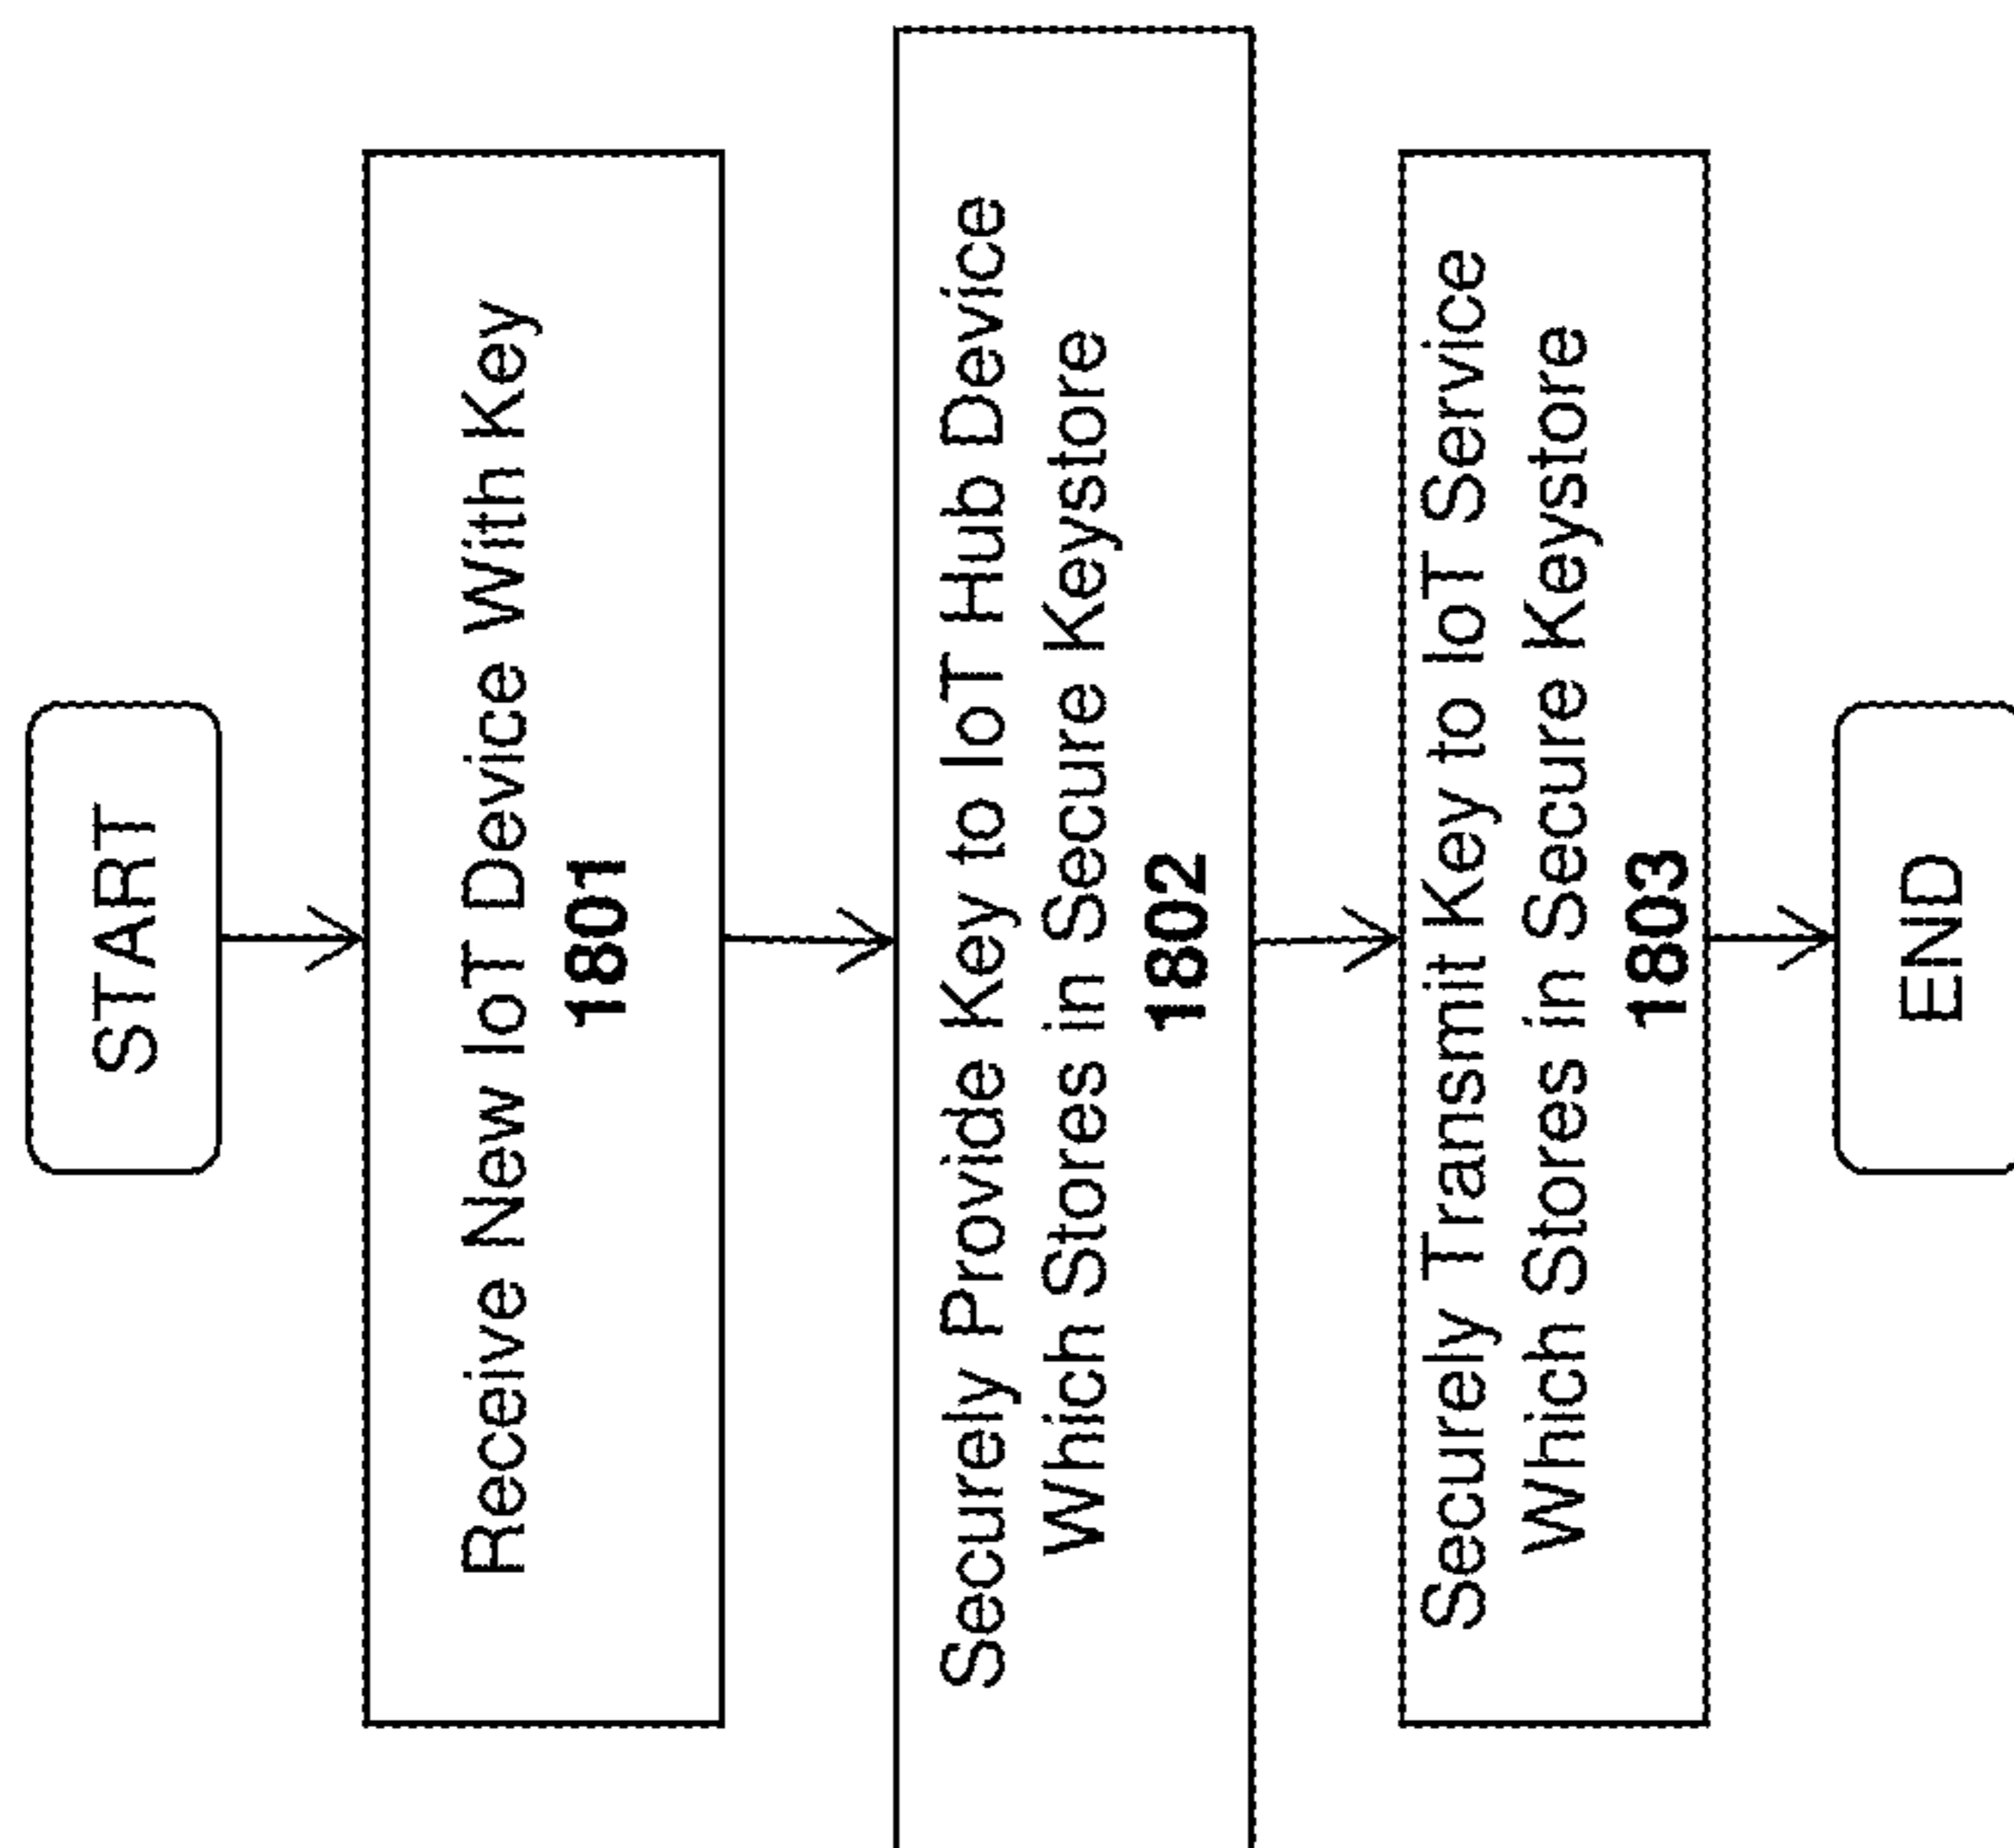 START
Receive New IoT Device With Key
1801
Securely Provide Key to IoT Hub Device
Which Stores in Secure Keystore
1802
Securely Transmit Key to IoT Service
Which Stores in Secure Keystore
1803
END